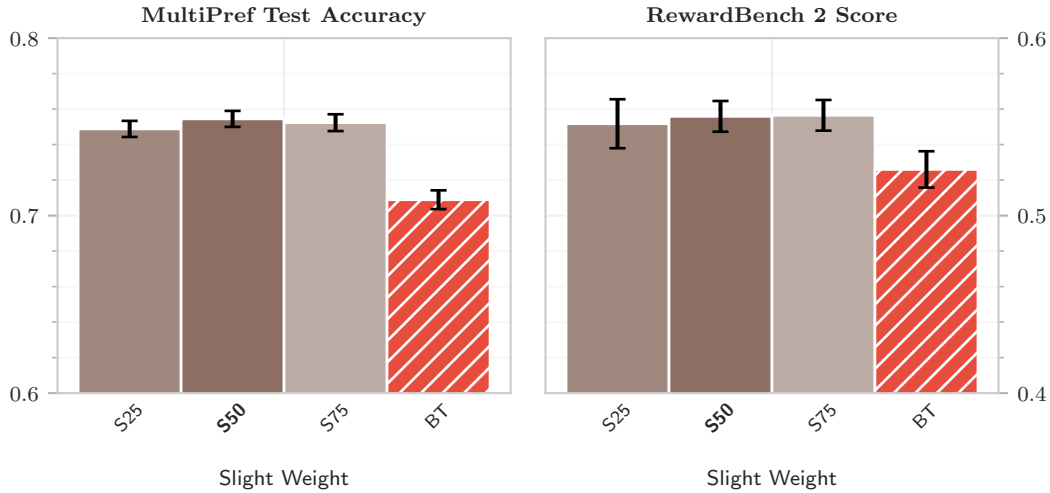 MultiPref Test Accuracy
0.8
0.7
0.6
S25
S50
S75
BT
Slight Weight
RewardBench 2 Score
0.6
0.5
0.4
S25
S50
S75
BT
Slight Weight